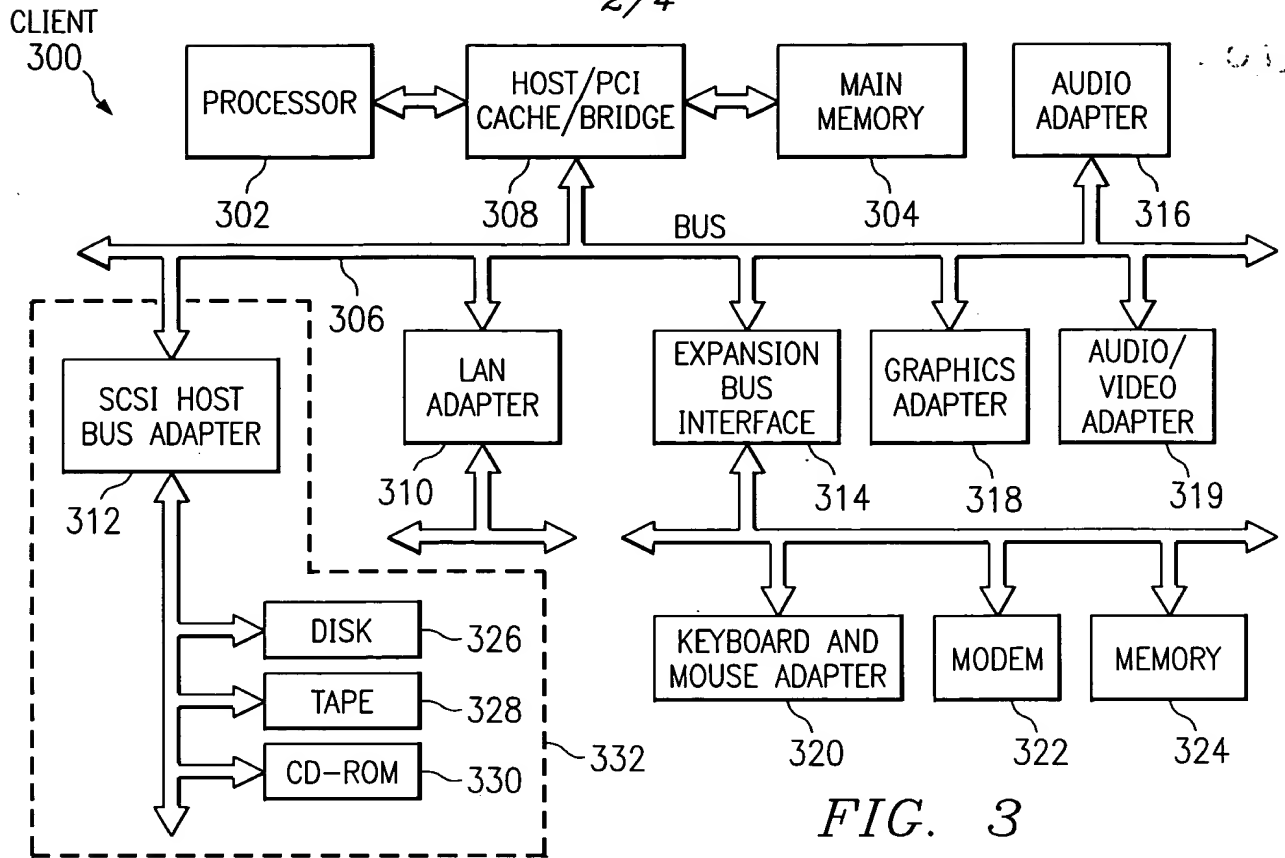 2/4
CLIENT
300
PROCESSOR
302
HOST/PCI
CACHE/BRIDGE
308
MAIN
MEMORY
304
AUDIO
ADAPTER
316
BUS
306
SCSI HOST
BUS ADAPTER
312
LAN
ADAPTER
310
EXPANSION
BUS
INTERFACE
314
GRAPHICS
ADAPTER
318
AUDIO/
VIDEO
ADAPTER
319
DISK
326
TAPE
328
CD-ROM
330
332
KEYBOARD AND
MOUSE ADAPTER
320
MODEM
322
MEMORY
324
FIG. 3